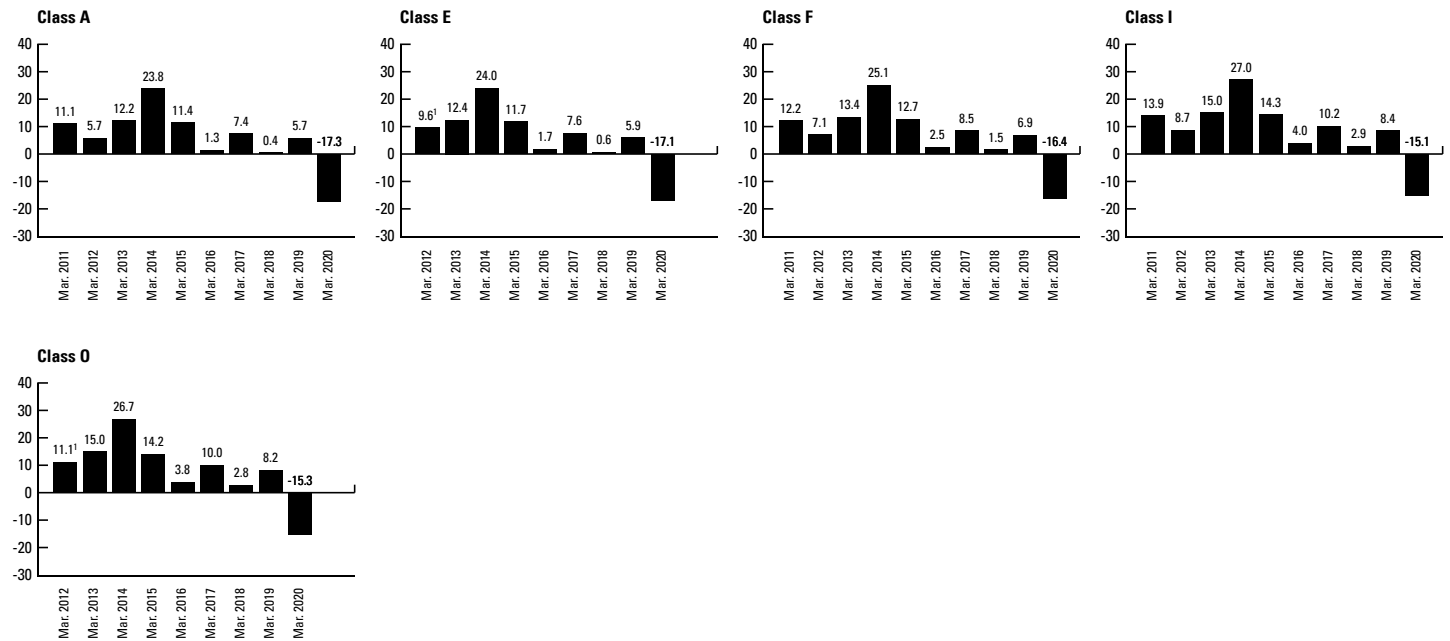 Class A
40
30
20
10
0
-10
-20
-30
11.1
5.7
12.2
23.8
11.4
1.3
7.4
0.4
5.7
-17.3
Mar. 2011
Mar. 2012
Mar. 2013
Mar. 2014
Mar. 2015
Mar. 2016
Mar. 2017
Mar. 2018
Mar. 2019
Mar. 2020
Class E
40
30
20
10
0
-10
-20
-30
9.6¹
12.4
24.0
11.7
1.7
7.6
0.6
5.9
-17.1
Mar. 2012
Mar. 2013
Mar. 2014
Mar. 2015
Mar. 2016
Mar. 2017
Mar. 2018
Mar. 2019
Mar. 2020
Class F
40
30
20
10
0
-10
-20
-30
12.2
7.1
13.4
25.1
12.7
2.5
8.5
1.5
6.9
-16.4
Mar. 2011
Mar. 2012
Mar. 2013
Mar. 2014
Mar. 2015
Mar. 2016
Mar. 2017
Mar. 2018
Mar. 2019
Mar. 2020
Class I
40
30
20
10
0
-10
-20
-30
13.9
8.7
15.0
27.0
14.3
4.0
10.2
2.9
8.4
-15.1
Mar. 2011
Mar. 2012
Mar. 2013
Mar. 2014
Mar. 2015
Mar. 2016
Mar. 2017
Mar. 2018
Mar. 2019
Mar. 2020
Class O
40
30
20
10
0
-10
-20
-30
11.1¹
15.0
26.7
14.2
3.8
10.0
2.8
8.2
-15.3
Mar. 2012
Mar. 2013
Mar. 2014
Mar. 2015
Mar. 2016
Mar. 2017
Mar. 2018
Mar. 2019
Mar. 2020